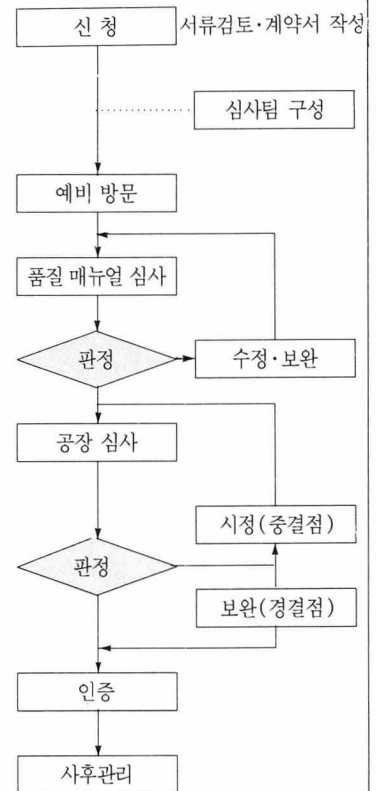 신 청 서류검토·계약서 작성
심사팀 구성
예비 방문
품질 매뉴얼 심사
판정 수정·보완
공장 심사
시정(중결점)
판정
보완(경결점)
인증
사후관리